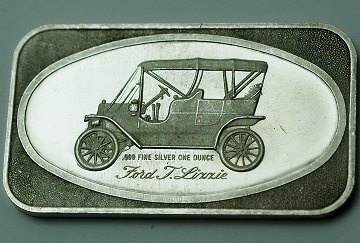 .999 FINE SILVER ONE OUNCE
Ford T. Lizzie